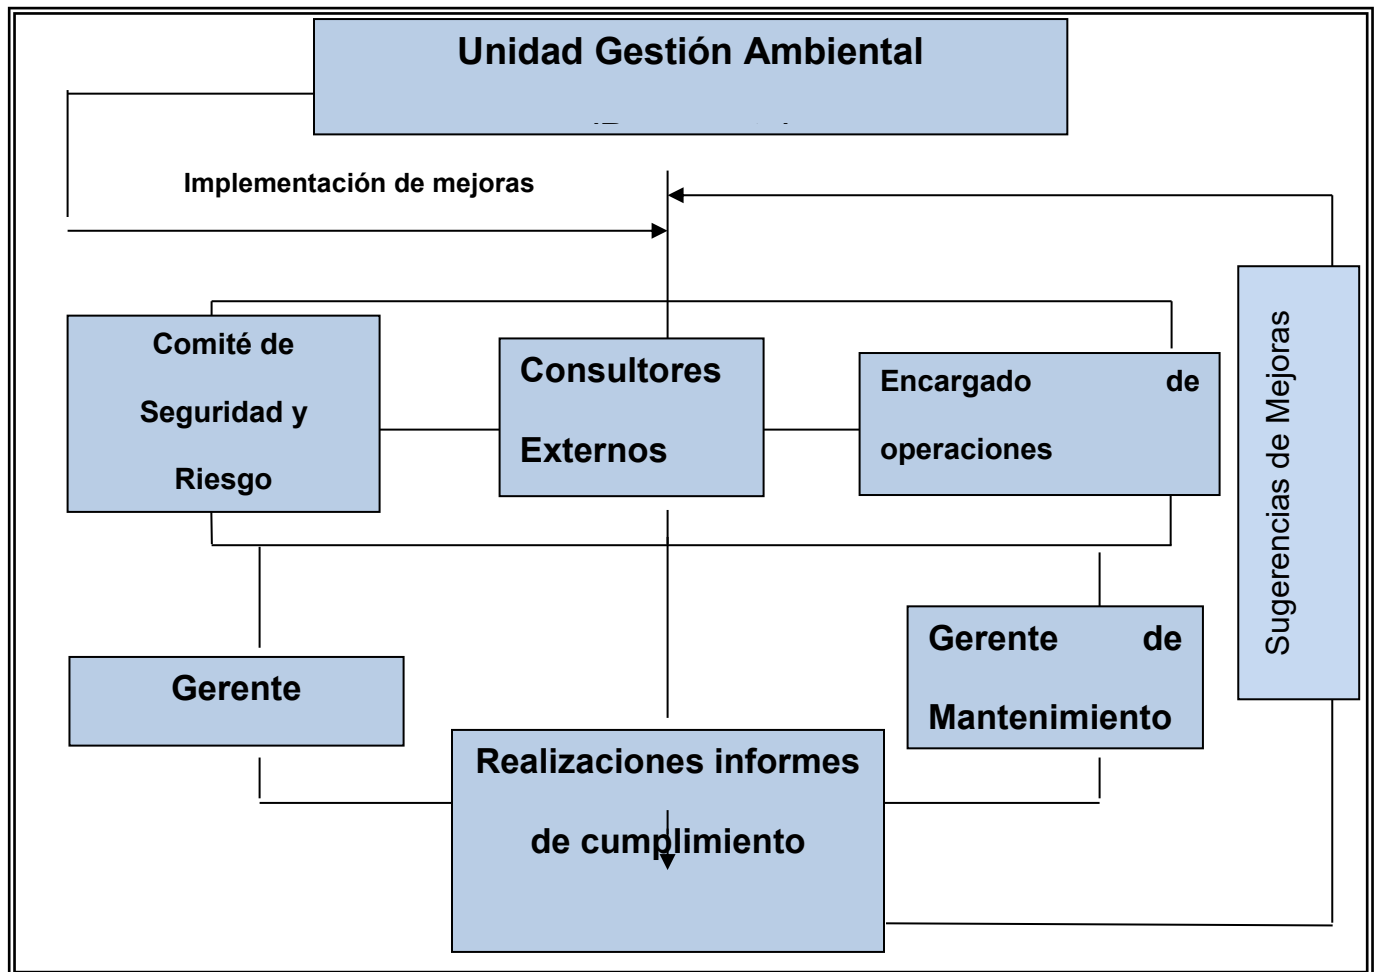 Unidad Gestión Ambiental
Implementación de mejoras
Comité de
Seguridad y
Riesgo
Consultores
Externos
Encargado de
operaciones
Sugerencias de Mejoras
Gerente
Gerente de
Mantenimiento
Realizaciones informes
de cumplimiento